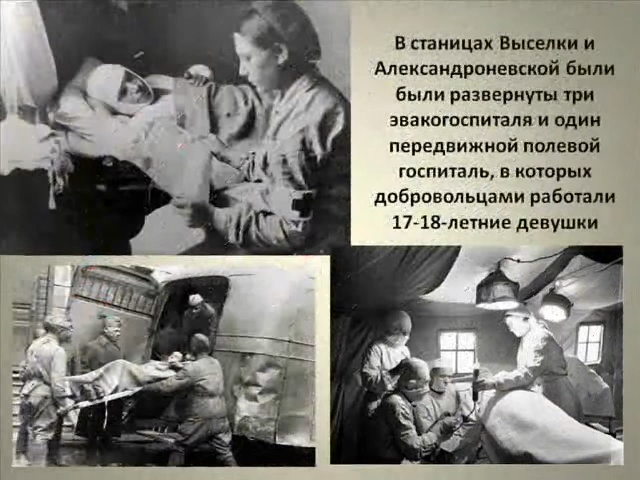 В станицах Выселки и
Александроневской были
были развернуты три
эвакогоспиталя и один
передвижной полевой
госпиталь, в которых
добровольцами работали
17-18-летние девушки